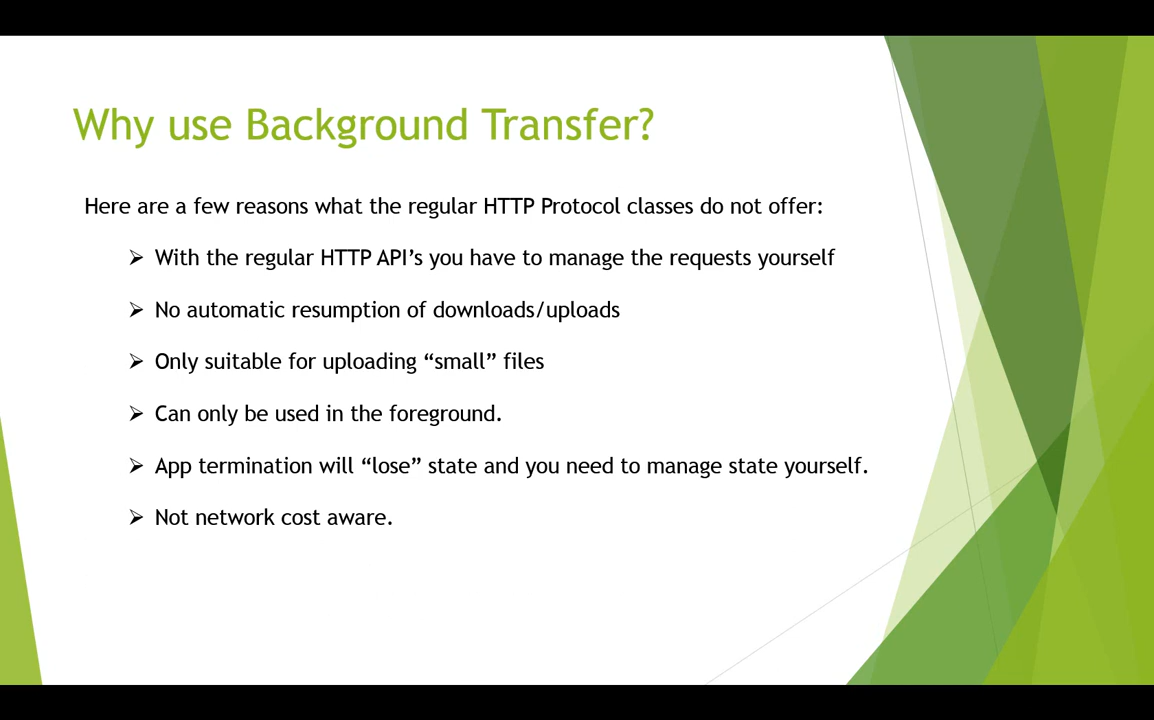 Why use Background Transfer?
Here are a few reasons what the regular HTTP Protocol classes do not offer:
➢ With the regular HTTP API’s you have to manage the requests yourself
➢ No automatic resumption of downloads/uploads
➢ Only suitable for uploading “small” files
➢ Can only be used in the foreground.
➢ App termination will “lose” state and you need to manage state yourself.
➢ Not network cost aware.